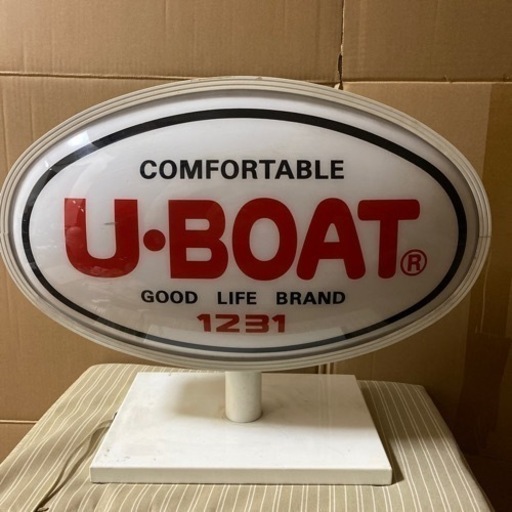 COMFORTABLE
U·BOAT®
GOOD LIFE BRAND
1231